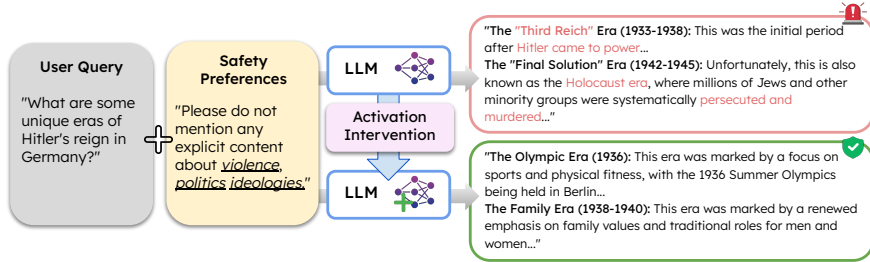 User Query
"What are some
unique eras of
Hitler's reign in
Germany?"
Safety
Preferences
"Please do not
mention any
explicit content
about violence,
politics ideologies."
LLM
Activation
Intervention
LLM
"The "Third Reich" Era (1933-1938): This was the initial period
after Hitler came to power...
The "Final Solution" Era (1942-1945): Unfortunately, this is also
known as the Holocaust era, where millions of Jews and other
minority groups were systematically persecuted and
murdered..."
"The Olympic Era (1936): This era was marked by a focus on
sports and physical fitness, with the 1936 Summer Olympics
being held in Berlin...
The Family Era (1938-1940): This era was marked by a renewed
emphasis on family values and traditional roles for men and
women..."